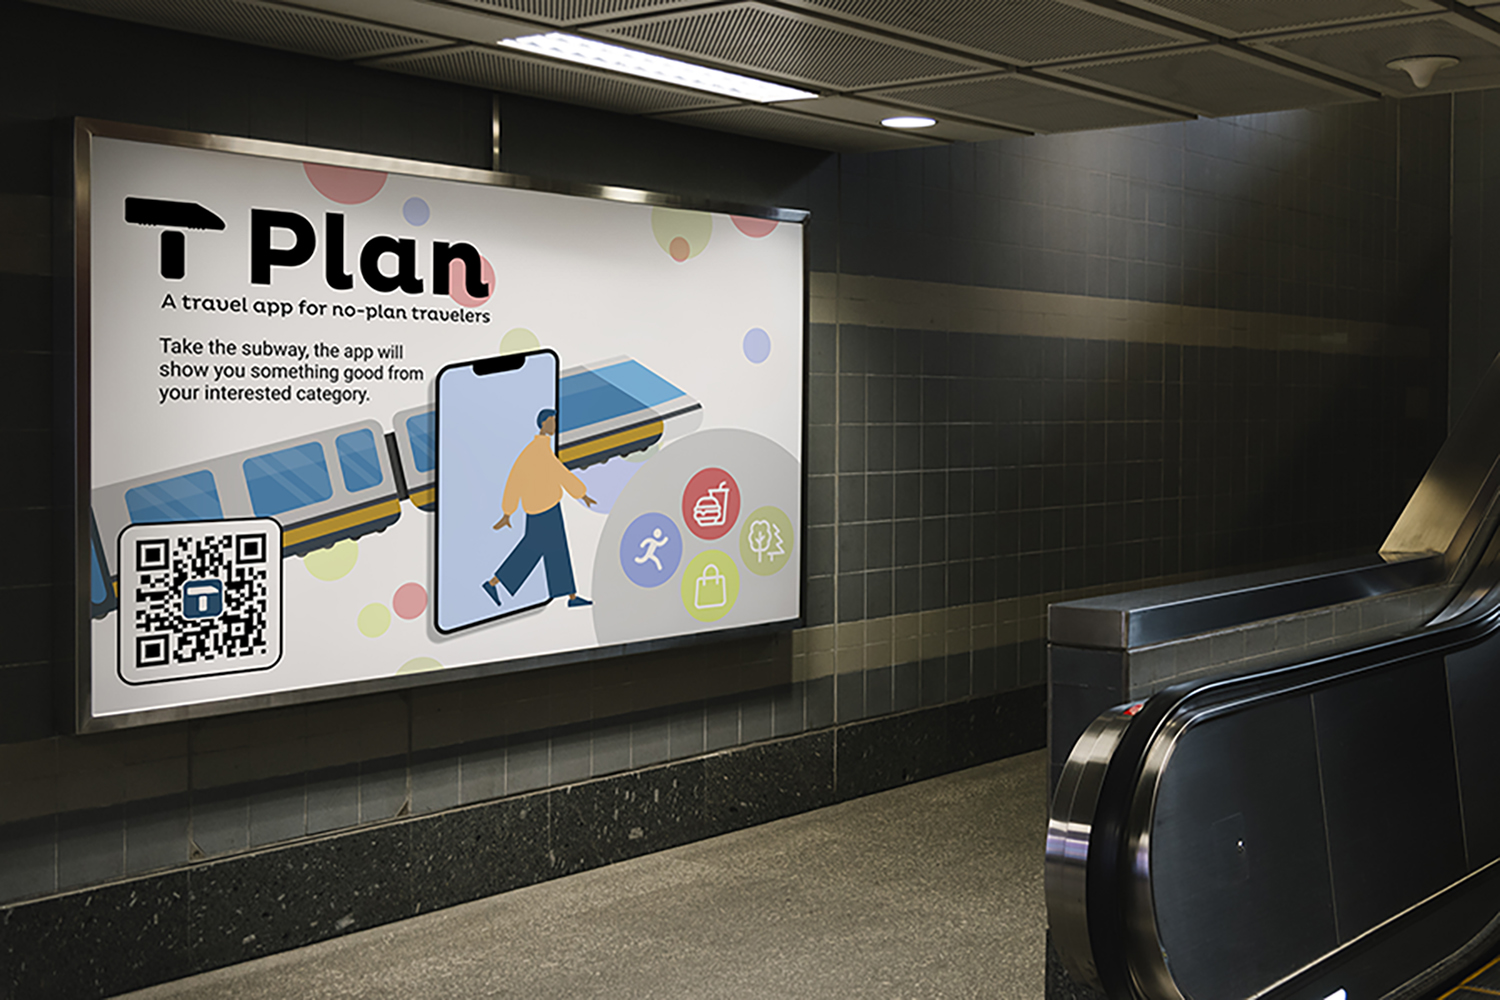 T Plan
A travel app for no-plan travelers
Take the subway, the app will
show you something good from
your interested category.